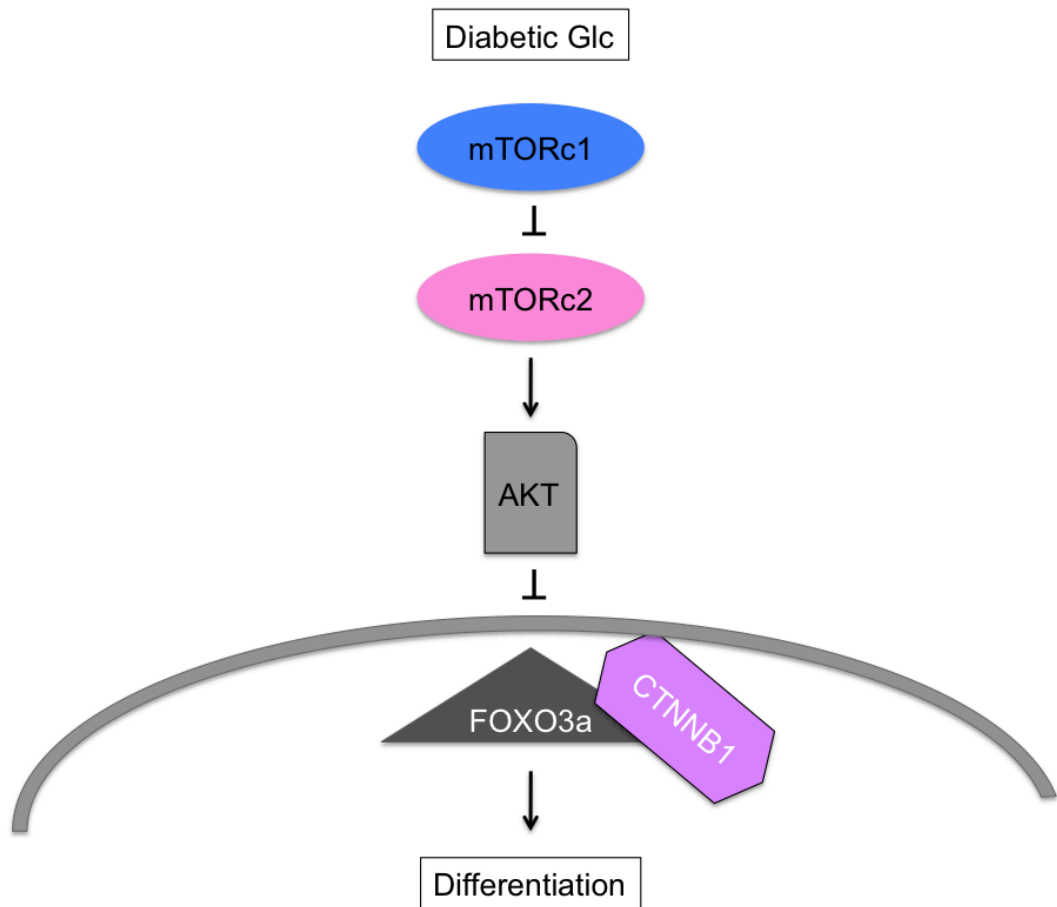 Diabetic Glc
mTORc1
mTORc2
AKT
FOXO3a
CTNNB1
Differentiation